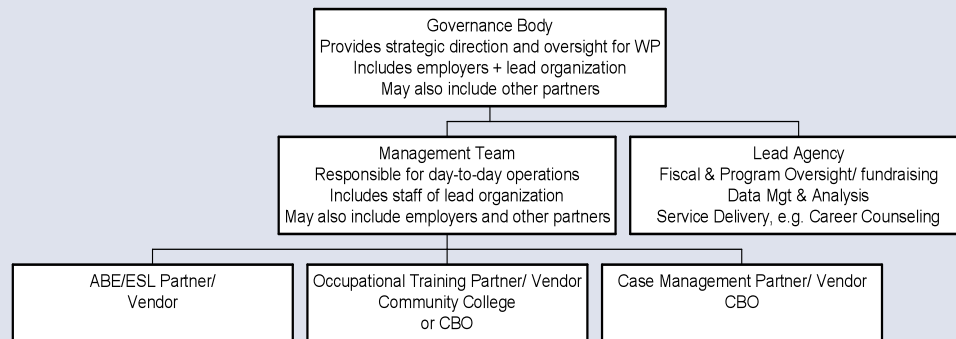 Governance Body
Provides strategic direction and oversight for WP
Includes employers + lead organization
May also include other partners
Management Team
Responsible for day-to-day operations
Includes staff of lead organization
May also include employers and other partners
Lead Agency
Fiscal & Program Oversight/ fundraising
Data Mgt & Analysis
Service Delivery, e.g. Career Counseling
ABE/ESL Partner/
Vendor
Occupational Training Partner/ Vendor
Community College
or CBO
Case Management Partner/ Vendor
CBO